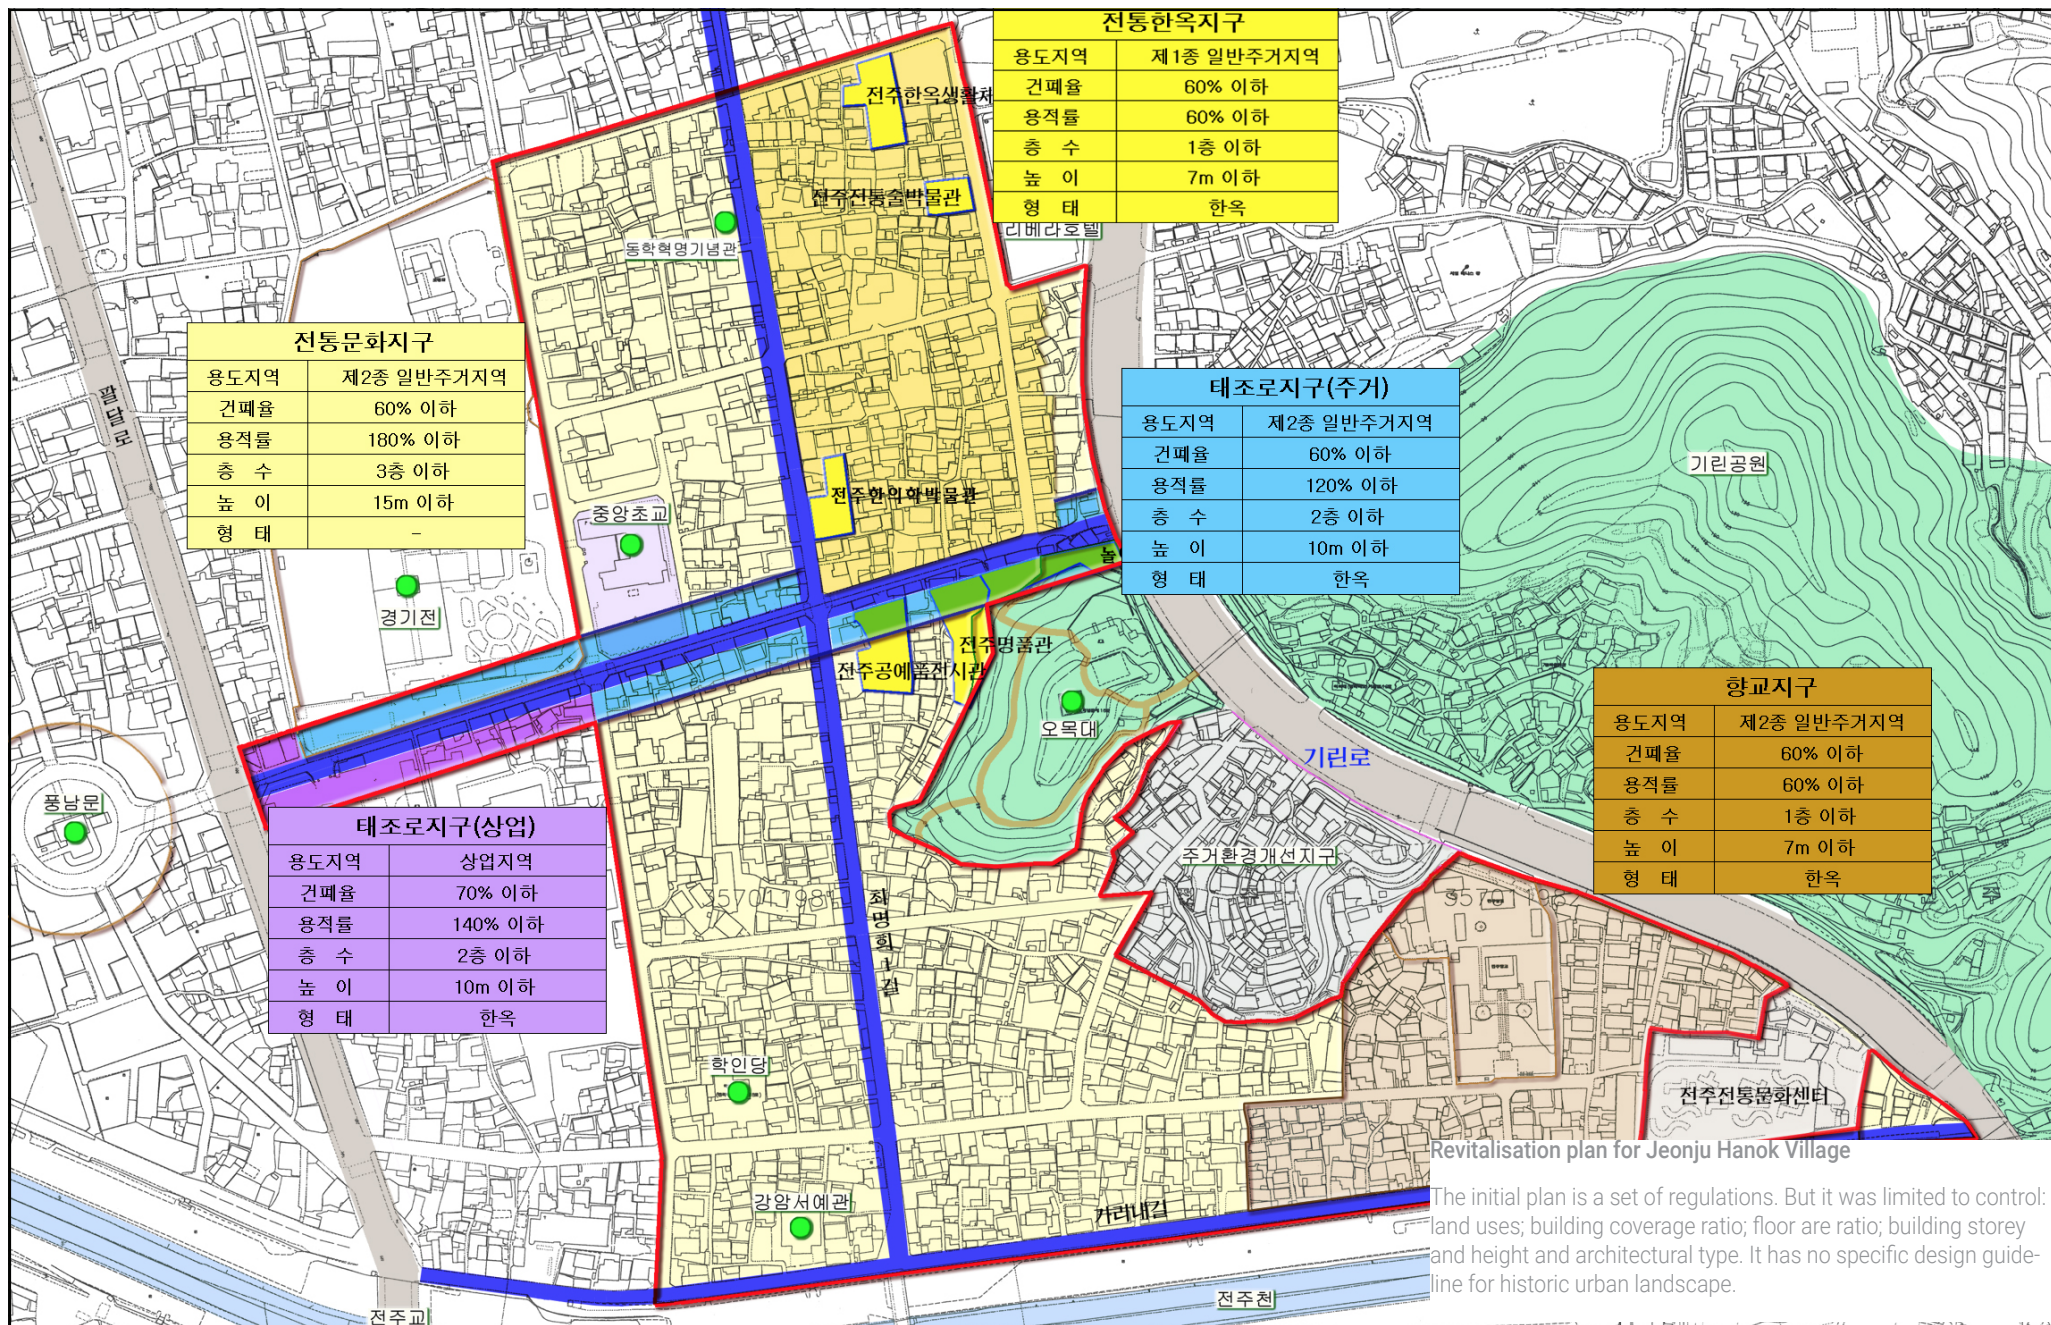 전통한옥지구
용도지역 제1종 일반주거지역
건폐율 60% 이하
용적률 60% 이하
층 수 1층 이하
높 이 7m 이하
형 태 한옥
전주한옥생활체
전주전통술박물관
리베라호텔
동학혁명기념관
전통문화지구
용도지역 제2종 일반주거지역
건폐율 60% 이하
용적률 180% 이하
층 수 3층 이하
높 이 15m 이하
형 태 –
팔달로
태조로지구(주거)
용도지역 제2종 일반주거지역
건폐율 60% 이하
용적률 120% 이하
층 수 2층 이하
높 이 10m 이하
형 태 한옥
기린공원
전주한의학박물관
중앙초교
놀
경기전
전주명품관
전주공예품전시관
오목대
향교지구
용도지역 제2종 일반주거지역
건폐율 60% 이하
용적률 60% 이하
층 수 1층 이하
높 이 7m 이하
형 태 한옥
기린로
풍남문
태조로지구(상업)
용도지역 상업지역
건폐율 70% 이하
용적률 140% 이하
층 수 2층 이하
높 이 10m 이하
형 태 한옥
주거환경개선지구
최명희1길
학인당
전주전통문화센터
강암서예관
가리내길
전주천
전주교
Revitalisation plan for Jeonju Hanok Village
The initial plan is a set of regulations. But it was limited to control:
land uses; building coverage ratio; floor are ratio; building storey
and height and architectural type. It has no specific design guide-
line for historic urban landscape.